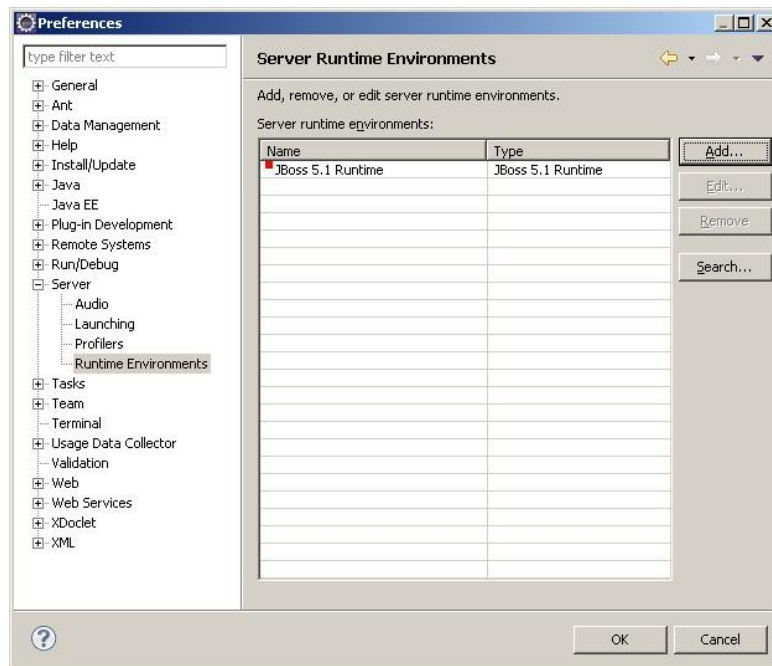 Preferences
type filter text
General
Ant
Data Management
Help
Install/Update
Java
Java EE
Plug-in Development
Remote Systems
Run/Debug
Server
Audio
Launching
Profilers
Runtime Environments
Tasks
Team
Terminal
Usage Data Collector
Validation
Web
Web Services
XDoclet
XML
Server Runtime Environments
Add, remove, or edit server runtime environments.
Server runtime environments:
Name Type
JBoss 5.1 Runtime JBoss 5.1 Runtime
Add...
Edit...
Remove
Search...
?
OK Cancel